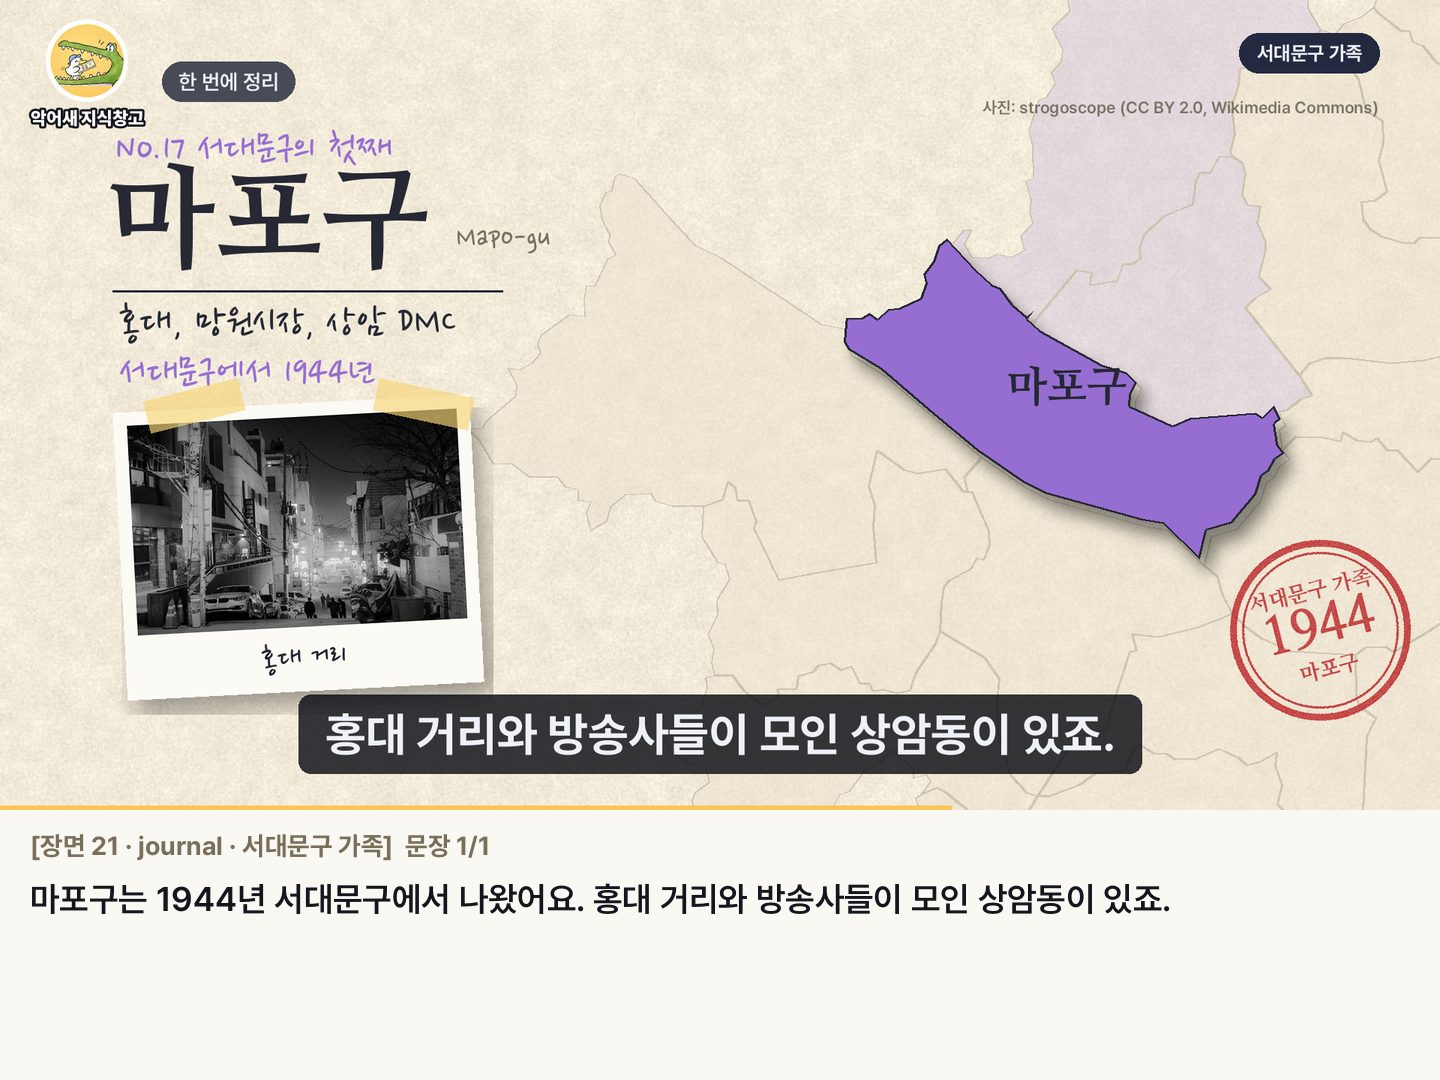 악어새 지식창고
한 번에 정리
서대문구 가족
사진: strogoscope (CC BY 2.0, Wikimedia Commons)
NO.17 서대문구의 첫째
마포구
Mapo-gu
홍대, 망원시장, 상암 DMC
서대문구에서 1944년
마포구
홍대 거리
서대문구 가족
1944
마포구
홍대 거리와 방송사들이 모인 상암동이 있죠.
[장면 21 · journal · 서대문구 가족] 문장 1/1
마포구는 1944년 서대문구에서 나왔어요. 홍대 거리와 방송사들이 모인 상암동이 있죠.